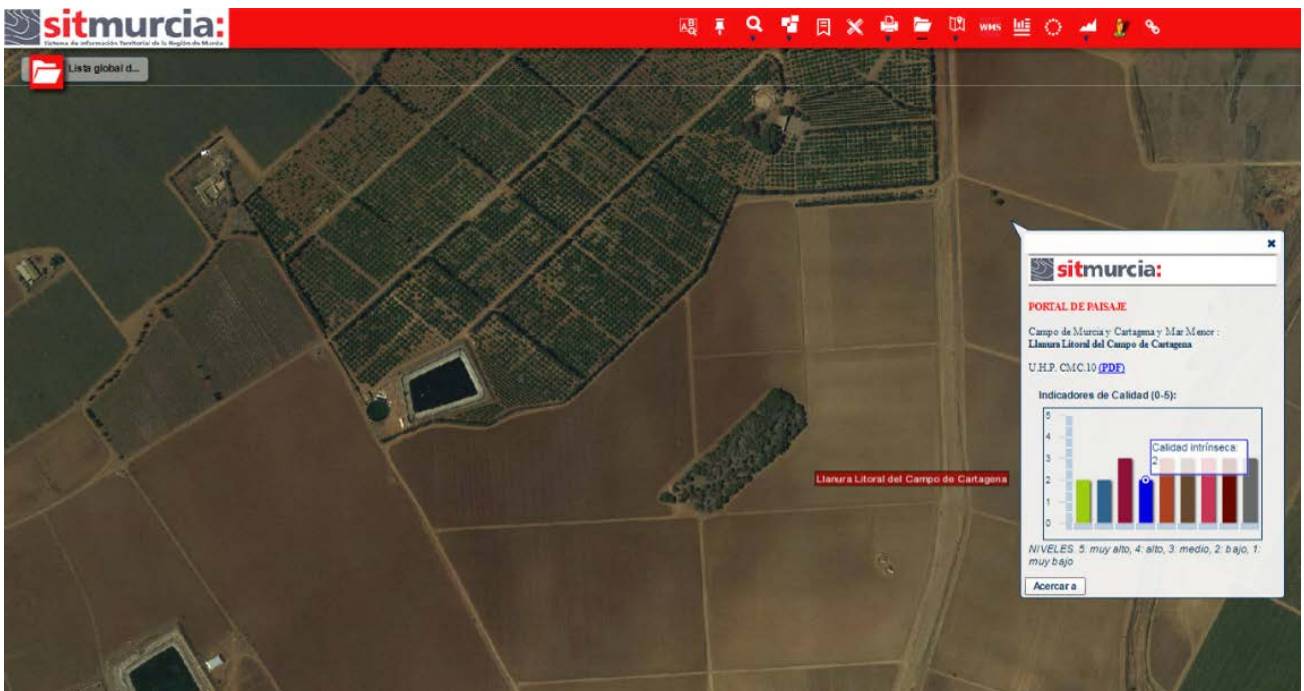 sitmurcia:
Sistema de información Territorial de la Región de Murcia
WMS
Lista global d...
sitmurcia:
PORTAL DE PAISAJE
Campo de Murcia y Cartagena y Mar Menor :
Llanura Litoral del Campo de Cartagena
U.H.P. CMC.10 (PDF)
Indicadores de Calidad (0-5):
5
4
3
2
1
0
Calidad intrínseca:
2
Llanura Litoral del Campo de Cartagena
NIVELES. 5: muy alto, 4: alto, 3: medio, 2: bajo, 1:
muy bajo
Acercar a